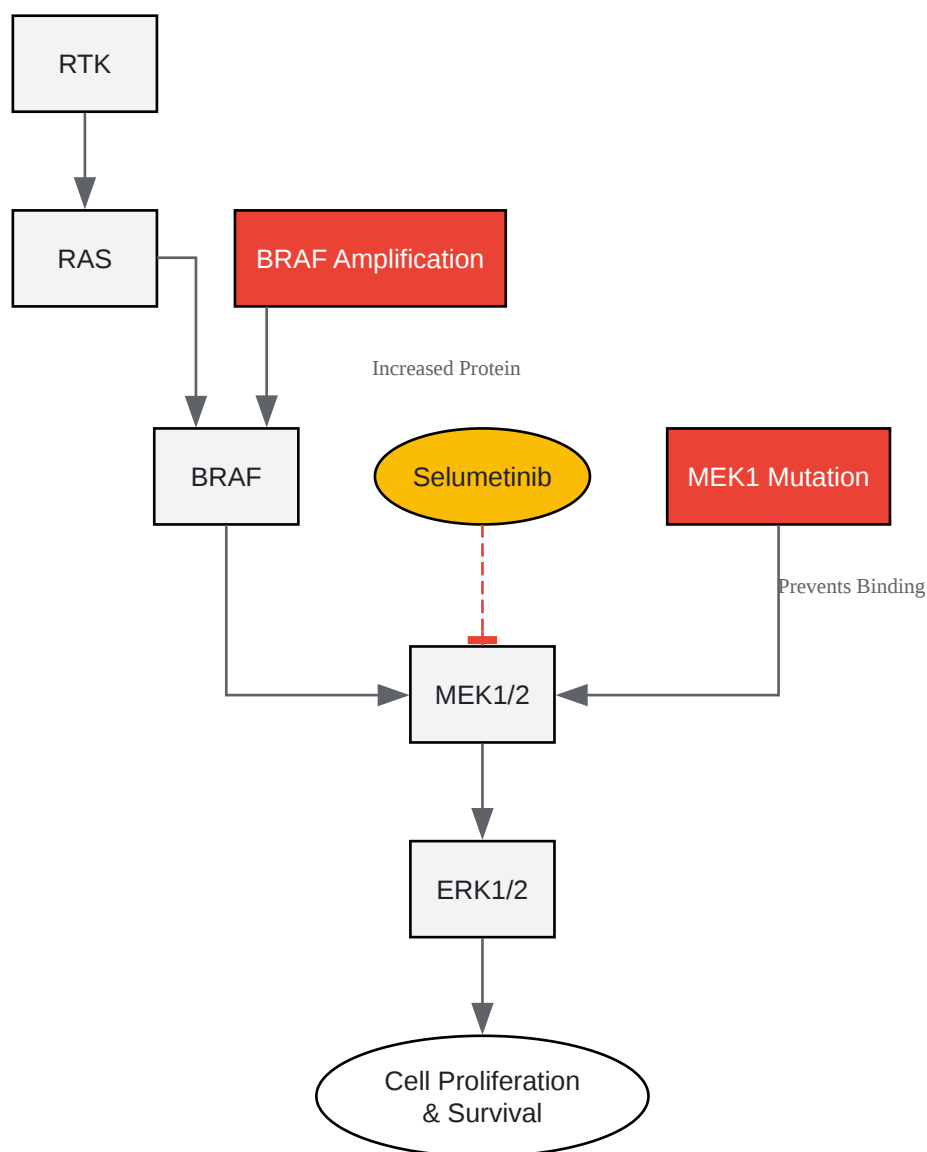 RTK
RAS
BRAF Amplification
Increased Protein
BRAF
Selumetinib
MEK1 Mutation
Prevents Binding
MEK1/2
ERK1/2
Cell Proliferation
& Survival